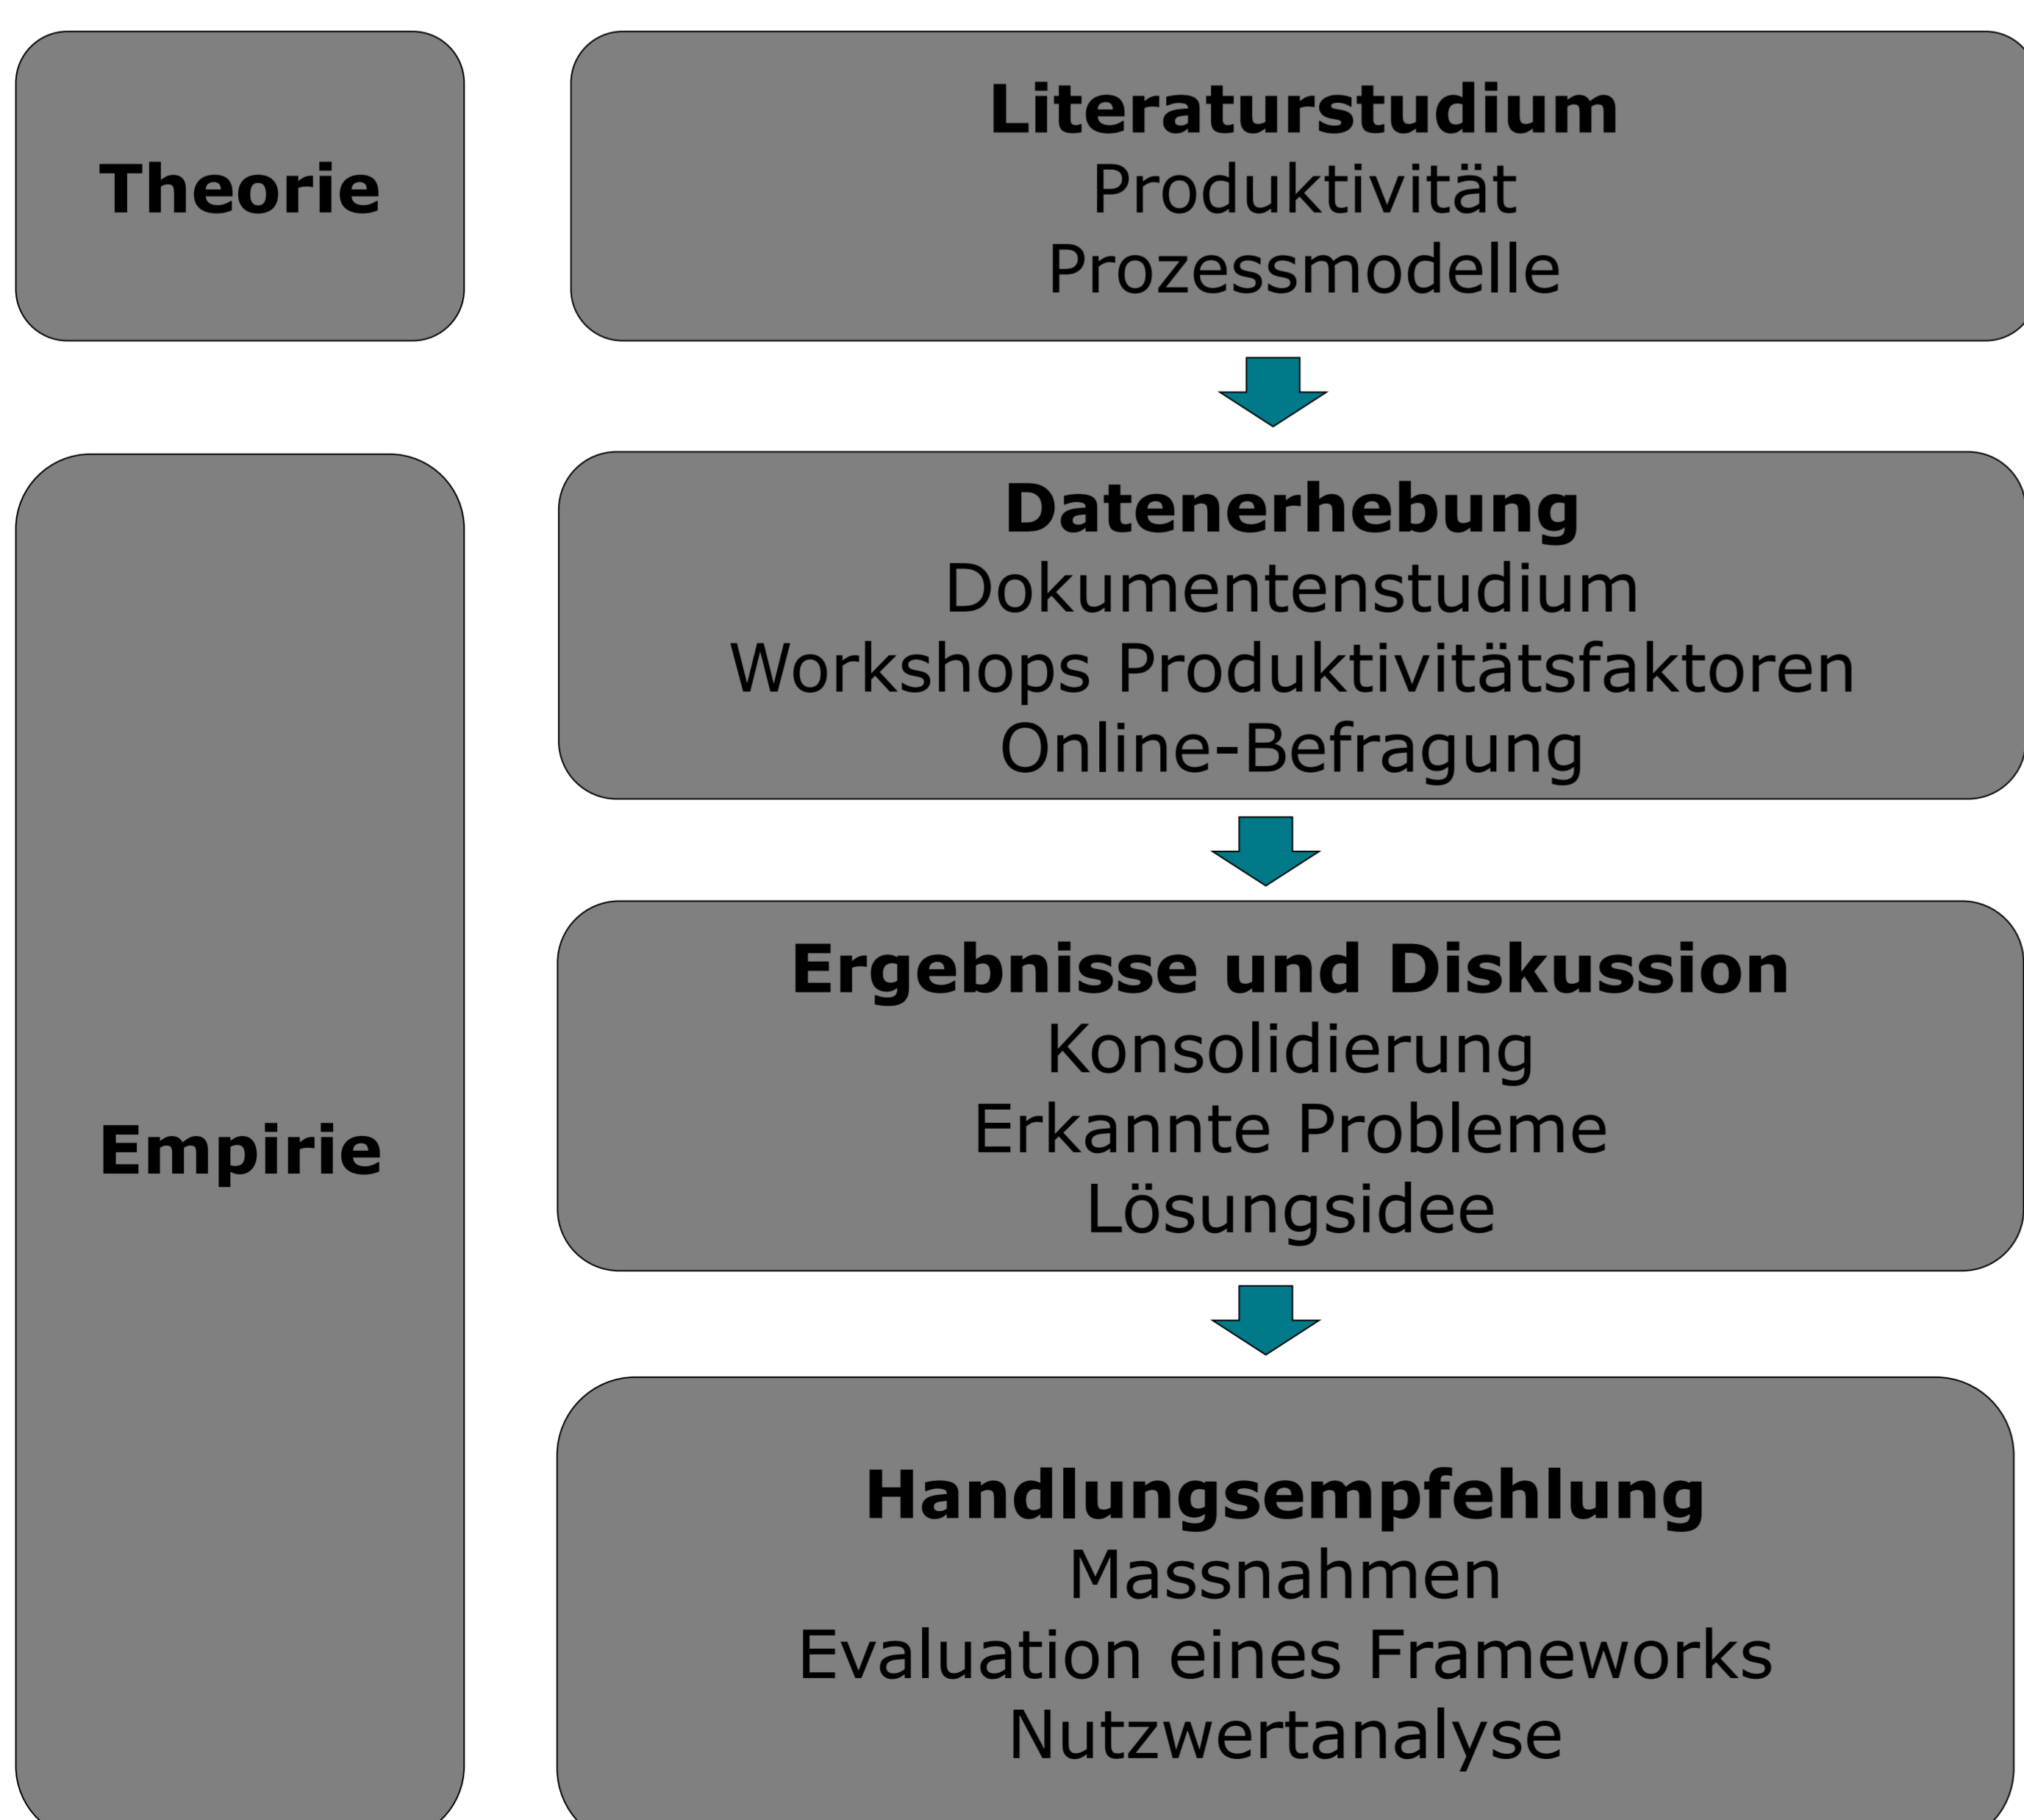 Theorie
Literaturstudium
Produktivität
Prozessmodelle
Empirie
Datenerhebung
Dokumentenstudium
Workshops Produktivitätsfaktoren
Online-Befragung
Ergebnisse und Diskussion
Konsolidierung
Erkannte Probleme
Lösungsidee
Handlungsempfehlung
Massnahmen
Evaluation eines Frameworks
Nutzwertanalyse